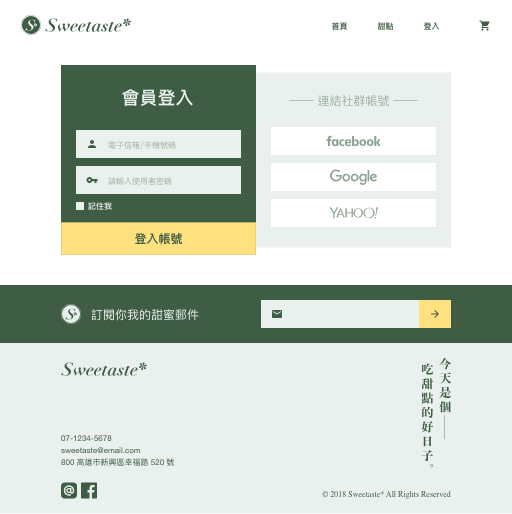 Sweetaste*
首頁 甜點 登入
會員登入
電子信箱/手機號碼
請輸入使用者密碼
記住我
登入帳號
連結社群帳號
facebook
Google
YAHOO!
訂閱你我的甜蜜郵件
Sweetaste*
07-1234-5678
sweetaste@email.com
800 高雄市新興區幸福路 520 號
今天是個——
吃甜點的好日子。
© 2018 Sweetaste* All Rights Reserved